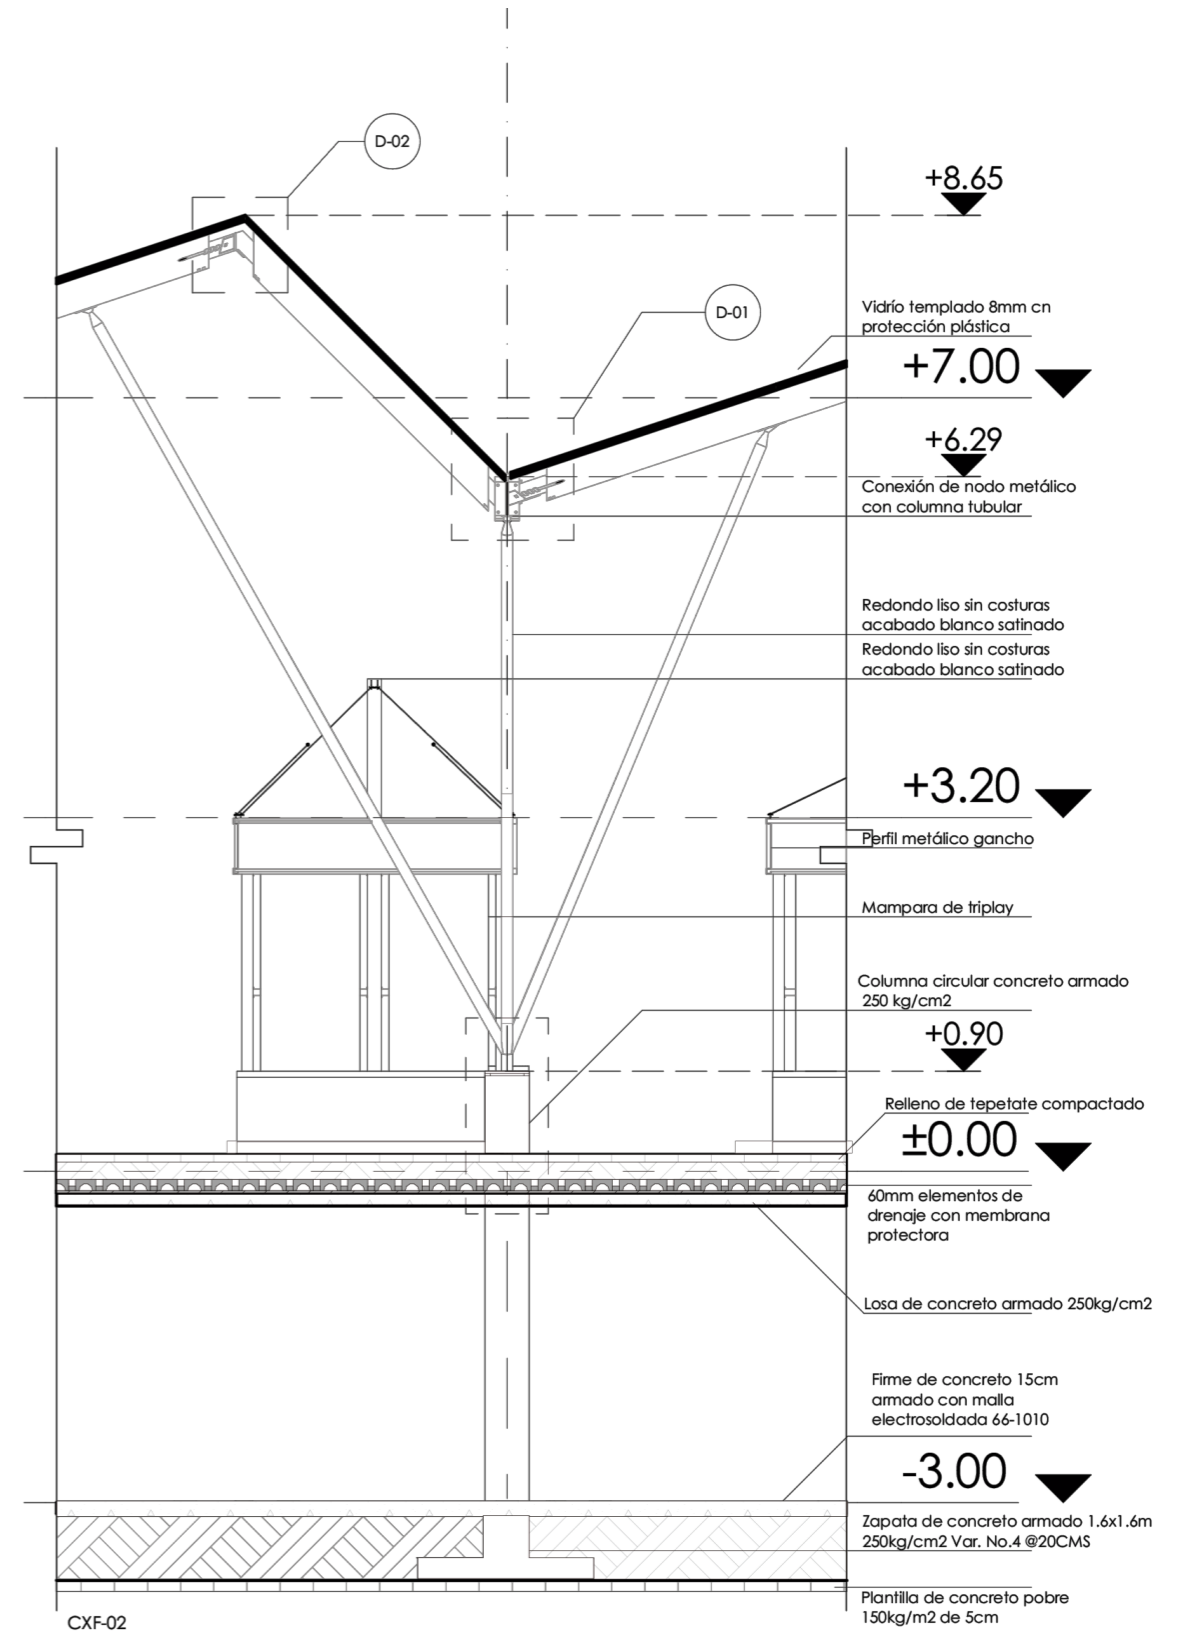 D-02
+8.65
D-01
Vidrío templado 8mm cn
protección plástica
+7.00
+6.29
Conexión de nodo metálico
con columna tubular
Redondo liso sin costuras
acabado blanco satinado
Redondo liso sin costuras
acabado blanco satinado
+3.20
Perfil metálico gancho
Mampara de triplay
Columna circular concreto armado
250 kg/cm2
+0.90
Relleno de tepetate compactado
±0.00
60mm elementos de
drenaje con membrana
protectora
Losa de concreto armado 250kg/cm2
Firme de concreto 15cm
armado con malla
electrosoldada 66-1010
-3.00
Zapata de concreto armado 1.6x1.6m
250kg/cm2 Var. No.4 @20CMS
Plantilla de concreto pobre
150kg/m2 de 5cm
CXF-02